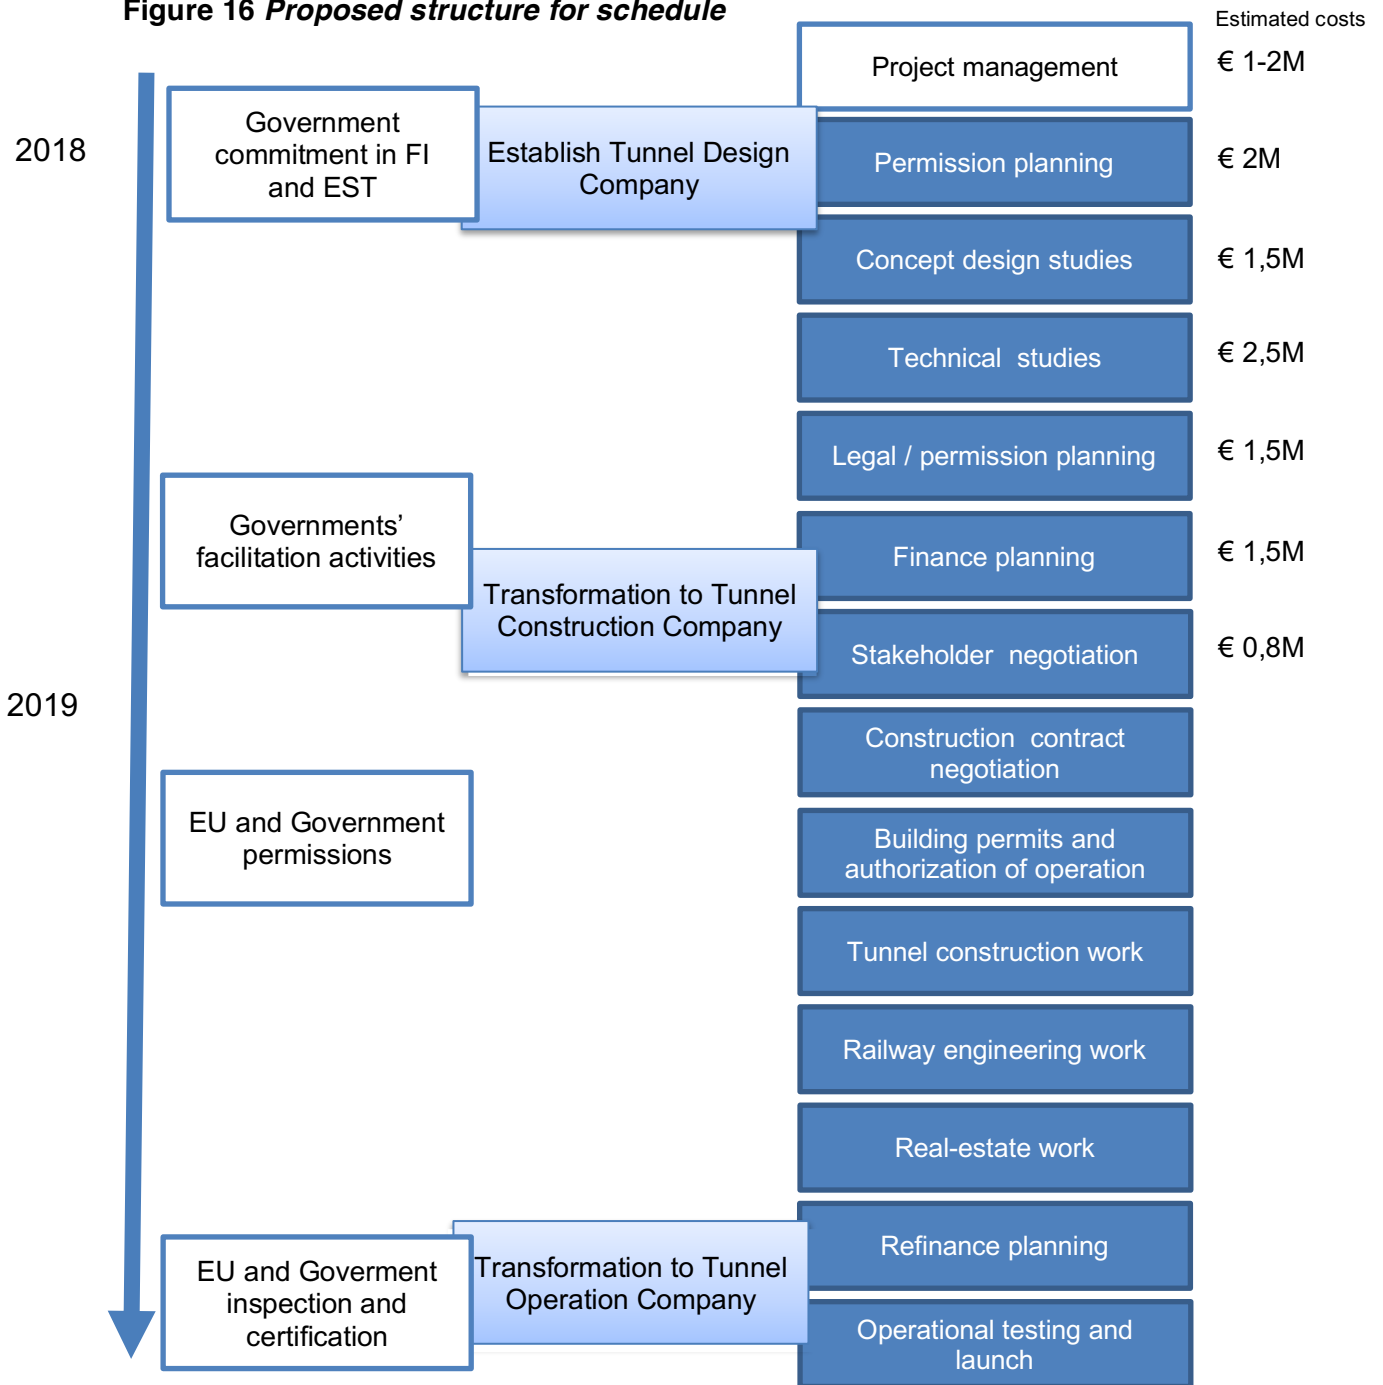 Figure 16 Proposed structure for schedule
Estimated costs
Project management
€ 1-2M
2018
Government
commitment in FI
and EST
Establish Tunnel Design
Company
Permission planning
€ 2M
Concept design studies
€ 1,5M
Technical studies
€ 2,5M
Legal / permission planning
€ 1,5M
Governments’
facilitation activities
Transformation to Tunnel
Construction Company
Finance planning
€ 1,5M
Stakeholder negotiation
€ 0,8M
2019
Construction contract
negotiation
EU and Government
permissions
Building permits and
authorization of operation
Tunnel construction work
Railway engineering work
Real-estate work
EU and Goverment
inspection and
certification
Transformation to Tunnel
Operation Company
Refinance planning
Operational testing and
launch